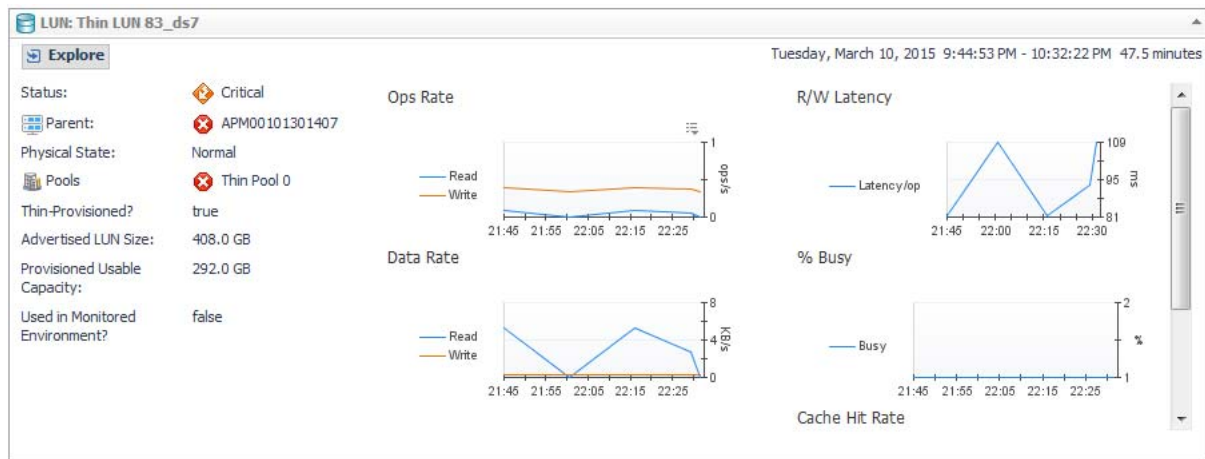 LUN: Thin LUN 83_ds7
Explore
Tuesday, March 10, 2015 9:44:53 PM - 10:32:22 PM 47.5 minutes
Status: Critical
Parent: APM00101301407
Physical State: Normal
Pools Thin Pool 0
Thin-Provisioned? true
Advertised LUN Size: 408.0 GB
Provisioned Usable
Capacity: 292.0 GB
Used in Monitored
Environment? false
Ops Rate
Read
Write
1
0
ops/s
21:45 21:55 22:05 22:15 22:25
R/W Latency
Latency/op
109
95
81
ms
21:45 22:00 22:15 22:30
Data Rate
Read
Write
8
4
0
KB/s
21:45 21:55 22:05 22:15 22:25
% Busy
Busy
2
1
%
21:45 21:55 22:05 22:15 22:25
Cache Hit Rate